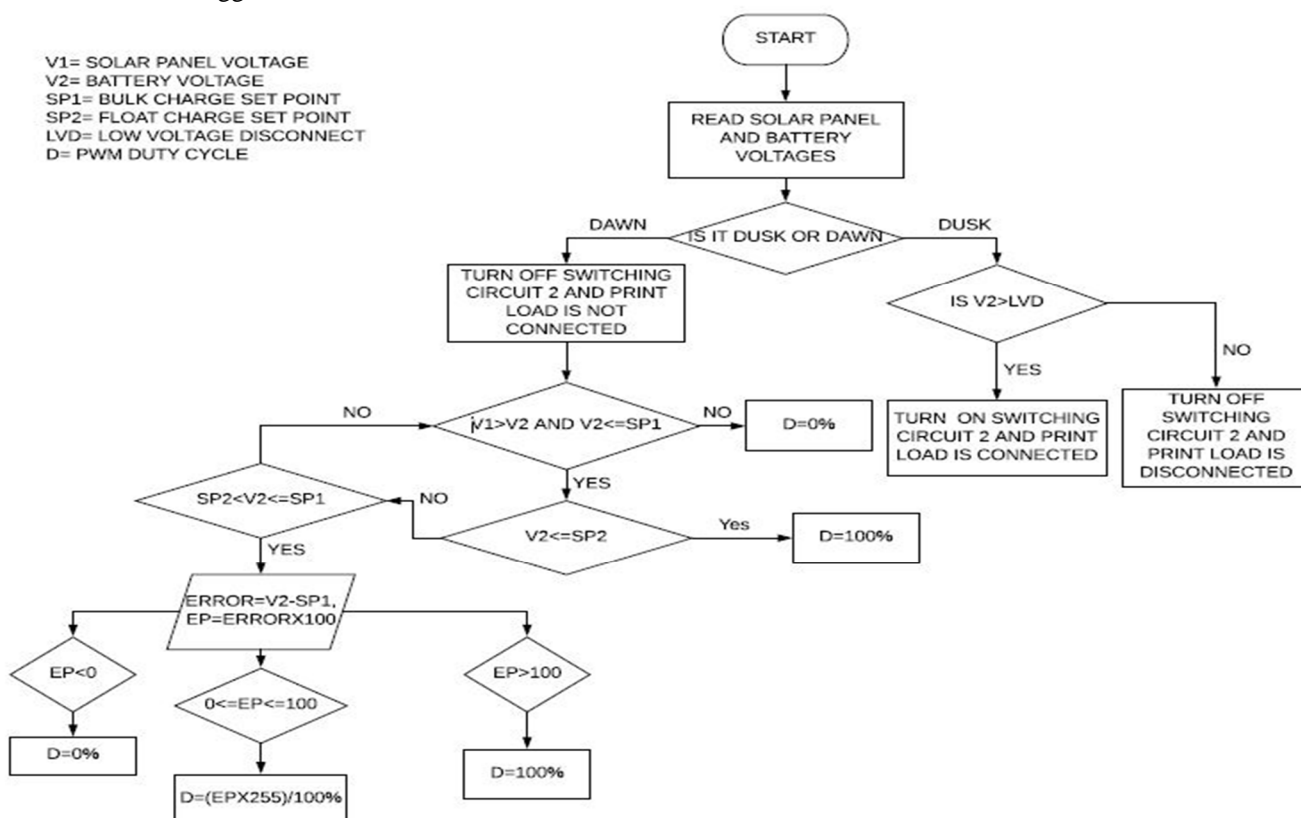 START
V1= SOLAR PANEL VOLTAGE
V2= BATTERY VOLTAGE
SP1= BULK CHARGE SET POINT
SP2= FLOAT CHARGE SET POINT
LVD= LOW VOLTAGE DISCONNECT
D= PWM DUTY CYCLE
READ SOLAR PANEL
AND BATTERY
VOLTAGES
DAWN
IS IT DUSK OR DAWN
DUSK
TURN OFF SWITCHING
CIRCUIT 2 AND PRINT
LOAD IS NOT
CONNECTED
IS V2>LVD
YES
NO
TURN ON SWITCHING
CIRCUIT 2 AND PRINT
LOAD IS CONNECTED
TURN OFF
SWITCHING
CIRCUIT 2 AND
PRINT LOAD IS
DISCONNECTED
NO
V1>V2 AND V2<=SP1
NO
D=0%
YES
SP2<V2<=SP1
NO
V2<=SP2
Yes
D=100%
YES
ERROR=V2-SP1,
EP=ERRORX100
EP<0
0<=EP<=100
EP>100
D=0%
D=(EPX255)/100%
D=100%